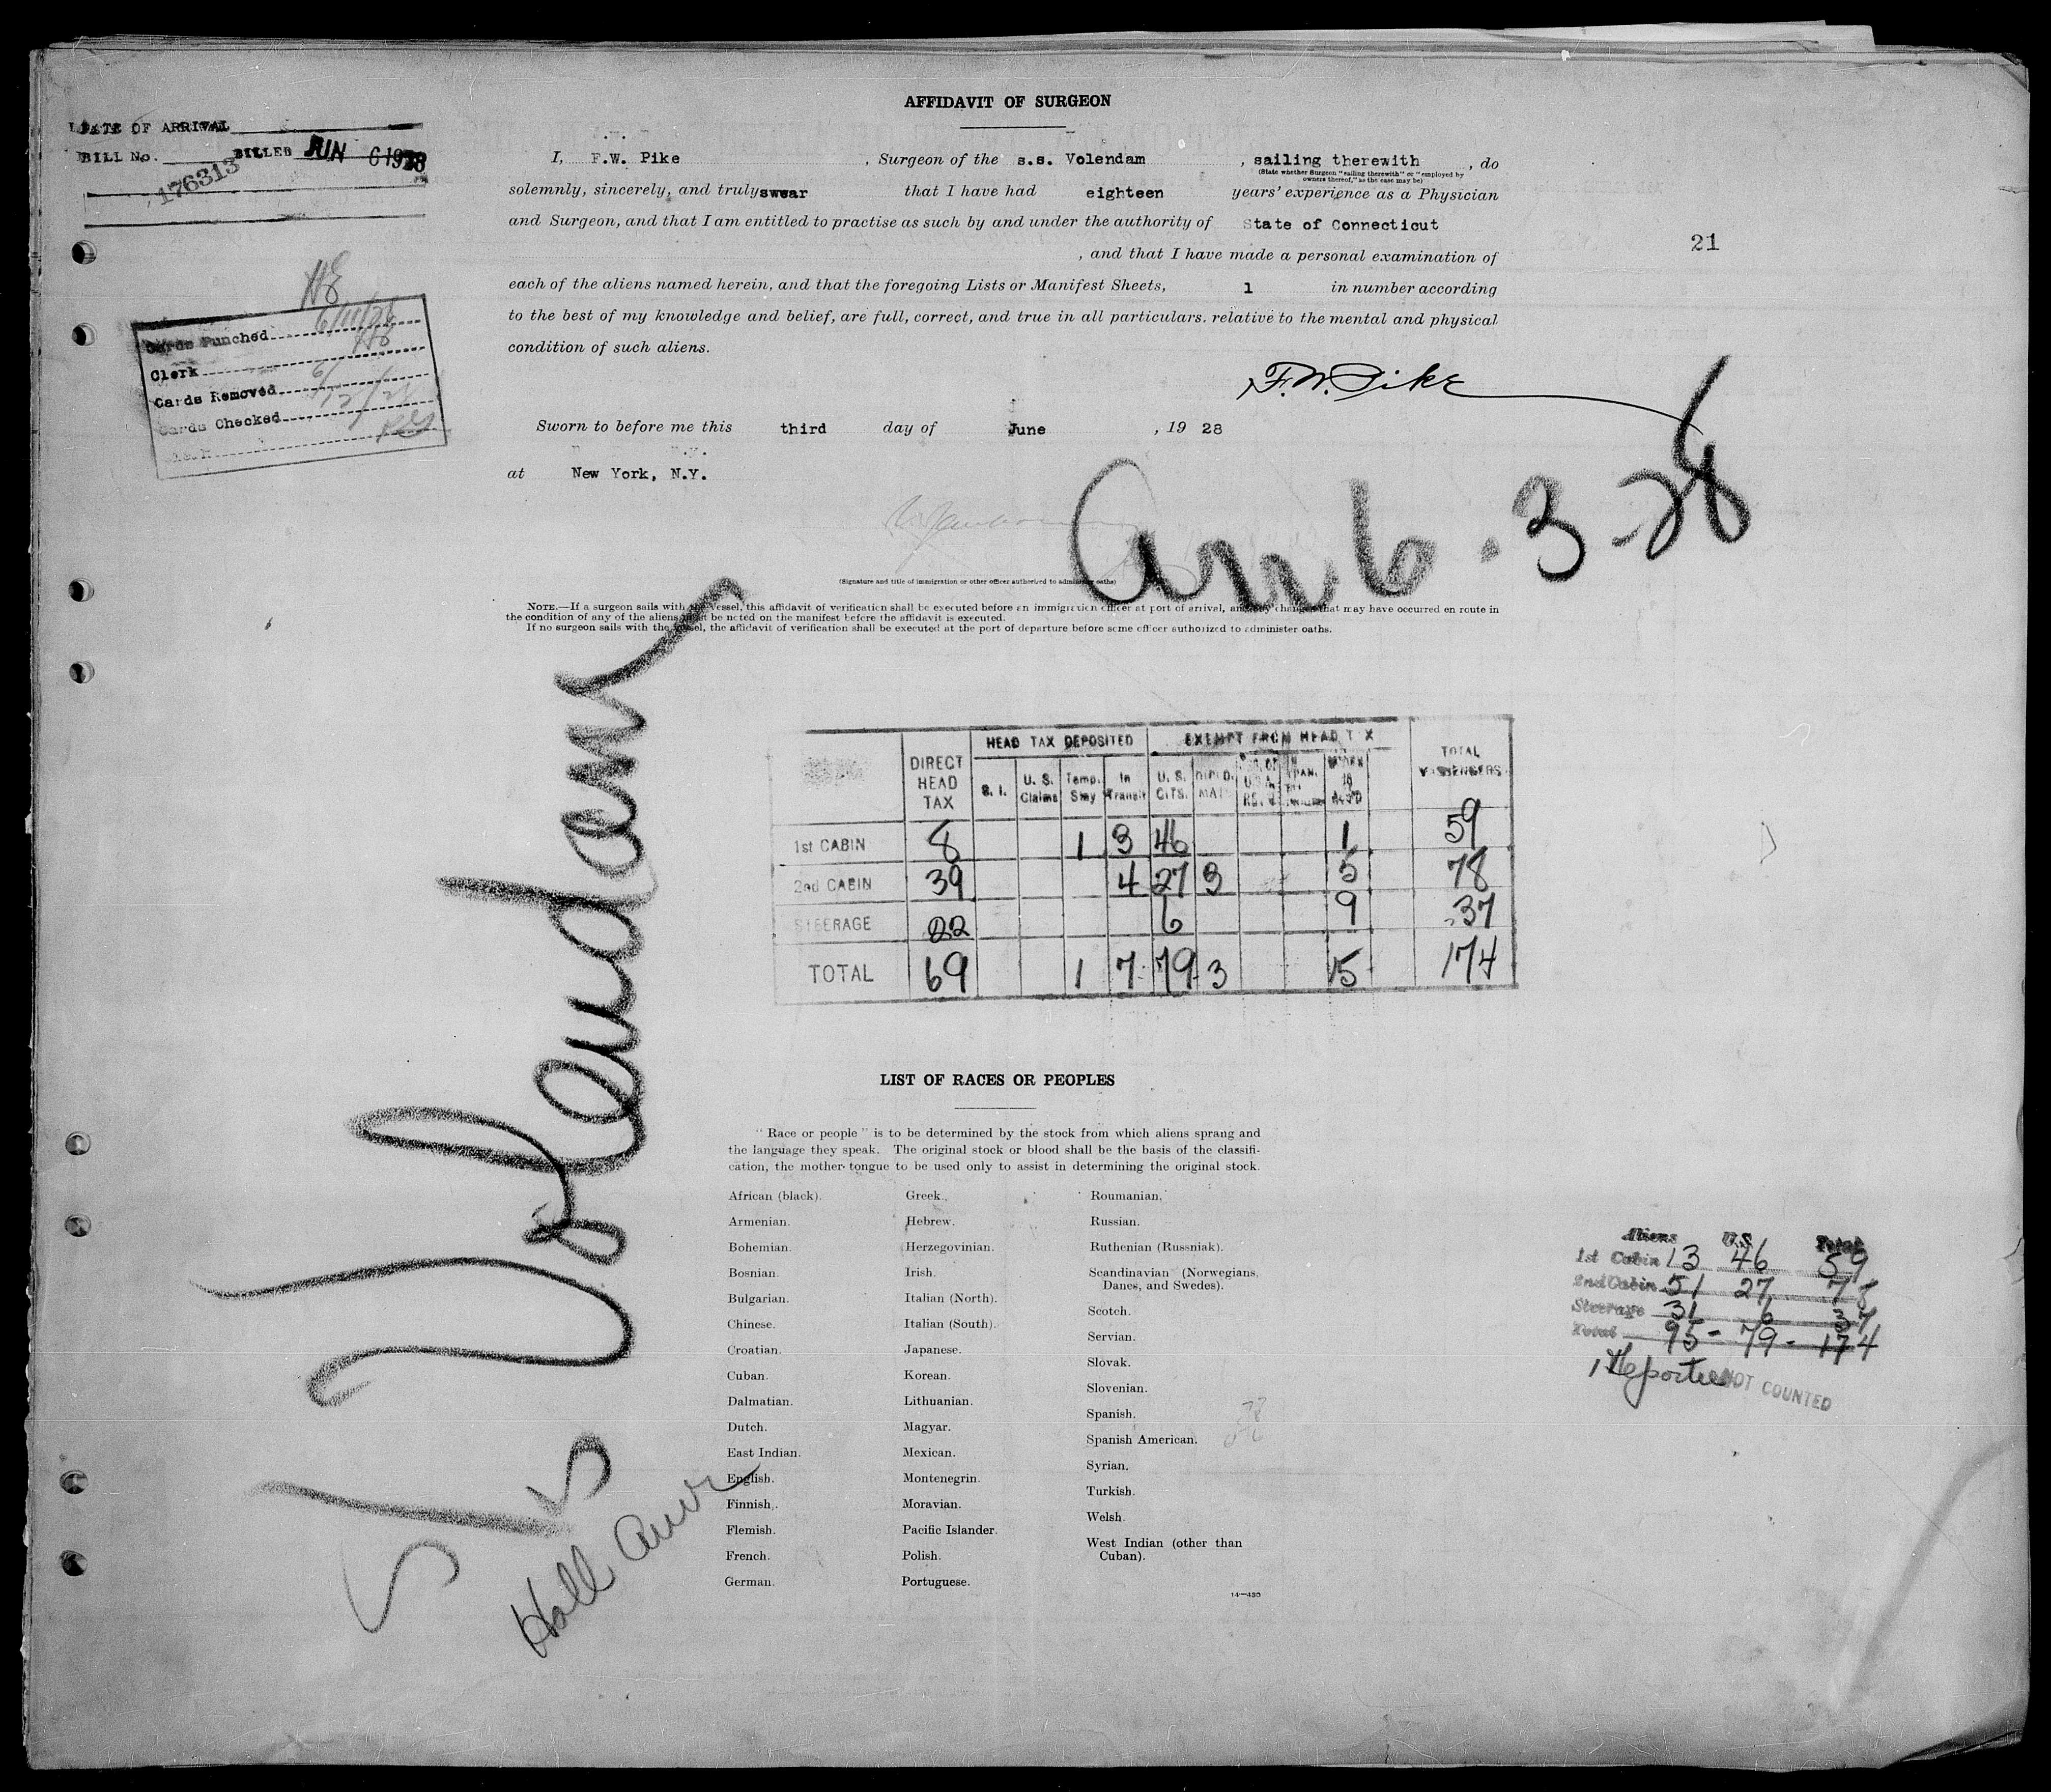 AFFIDAVIT OF SURGEON
DATE OF ARRIVAL
BILL No. BILLED JUN 6 1928
176313
I, F.W. Pike , Surgeon of the s.s. Volendam , sailing therewith , do
(State whether Surgeon "sailing therewith" or "employed by
owners thereof," as the case may be)
solemnly, sincerely, and truly swear that I have had eighteen years' experience as a Physician
and Surgeon, and that I am entitled to practise as such by and under the authority of State of Connecticut
, and that I have made a personal examination of
21
each of the aliens named herein, and that the foregoing Lists or Manifest Sheets, 1 in number according
to the best of my knowledge and belief, are full, correct, and true in all particulars. relative to the mental and physical
condition of such aliens.
Cards Punched
Clerk
Cards Removed
Cards Checked
F.W. Pike
Sworn to before me this third day of June , 19 28
at New York, N.Y.
Arr 6-3-28
(Signature and title of immigration or other officer authorized to administer oaths)
NOTE.—If a surgeon sails with the vessel, this affidavit of verification shall be executed before an immigration officer at port of arrival, and any changes that may have occurred en route in
the condition of any of the aliens must be noted on the manifest before the affidavit is executed.
If no surgeon sails with the vessel, the affidavit of verification shall be executed at the port of departure before some officer authorized to administer oaths.
SS Volendam
Holl Amer
DIRECT HEAD TAX HEAD TAX DEPOSITED EXEMPT FROM HEAD TAX TOTAL PASSENGERS
S. I. U. S. Claims Temp. Stay In Transit U. S. CITS. DIPLOMATS UNDER 16 ACC'D
1st CABIN 8 1 3 46 1 59
2nd CABIN 39 4 27 3 5 78
STEERAGE 22 6 9 37
TOTAL 69 1 7 79 3 15 174
LIST OF RACES OR PEOPLES
"Race or people" is to be determined by the stock from which aliens sprang and
the language they speak. The original stock or blood shall be the basis of the classifi-
cation, the mother tongue to be used only to assist in determining the original stock.
African (black). Greek. Roumanian.
Armenian. Hebrew. Russian.
Bohemian. Herzegovinian. Ruthenian (Russniak).
Bosnian. Irish. Scandinavian (Norwegians,
Danes, and Swedes).
Bulgarian. Italian (North). Scotch.
Chinese. Italian (South). Servian.
Croatian. Japanese. Slovak.
Cuban. Korean. Slovenian.
Dalmatian. Lithuanian. Spanish.
Dutch. Magyar. Spanish American.
East Indian. Mexican. Syrian.
English. Montenegrin. Turkish.
Finnish. Moravian. Welsh.
Flemish. Pacific Islander. West Indian (other than
Cuban).
French. Polish.
German. Portuguese.
14—430
Aliens U.S. Total
1st Cabin 13 46 59
2nd Cabin 51 27 78
Steerage 31 6 37
Total 95 - 79 - 174
1 Deportee NOT COUNTED